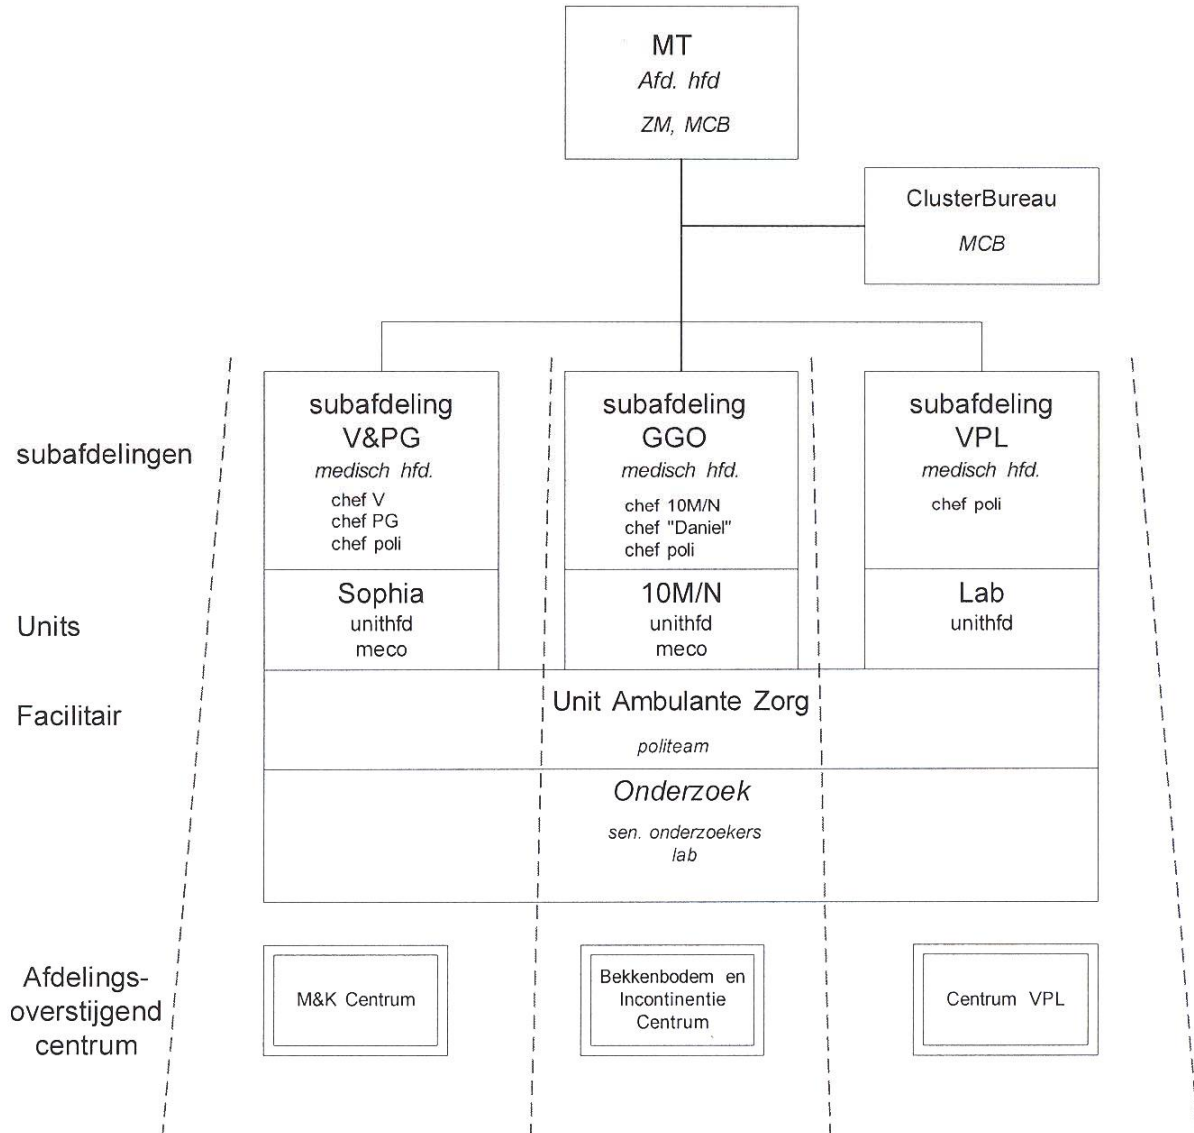 MT
Afd. hfd
ZM, MCB
ClusterBureau
MCB
subafdelingen
subafdeling
V&PG
medisch hfd.
chef V
chef PG
chef poli
subafdeling
GGO
medisch hfd.
chef 10M/N
chef "Daniel"
chef poli
subafdeling
VPL
medisch hfd.
chef poli
Units
Sophia
unithfd
meco
10M/N
unithfd
meco
Lab
unithfd
Facilitair
Unit Ambulante Zorg
politeam
Onderzoek
sen. onderzoekers
lab
Afdelings-
overstijgend
centrum
M&K Centrum
Bekkenbodem en
Incontinentie
Centrum
Centrum VPL